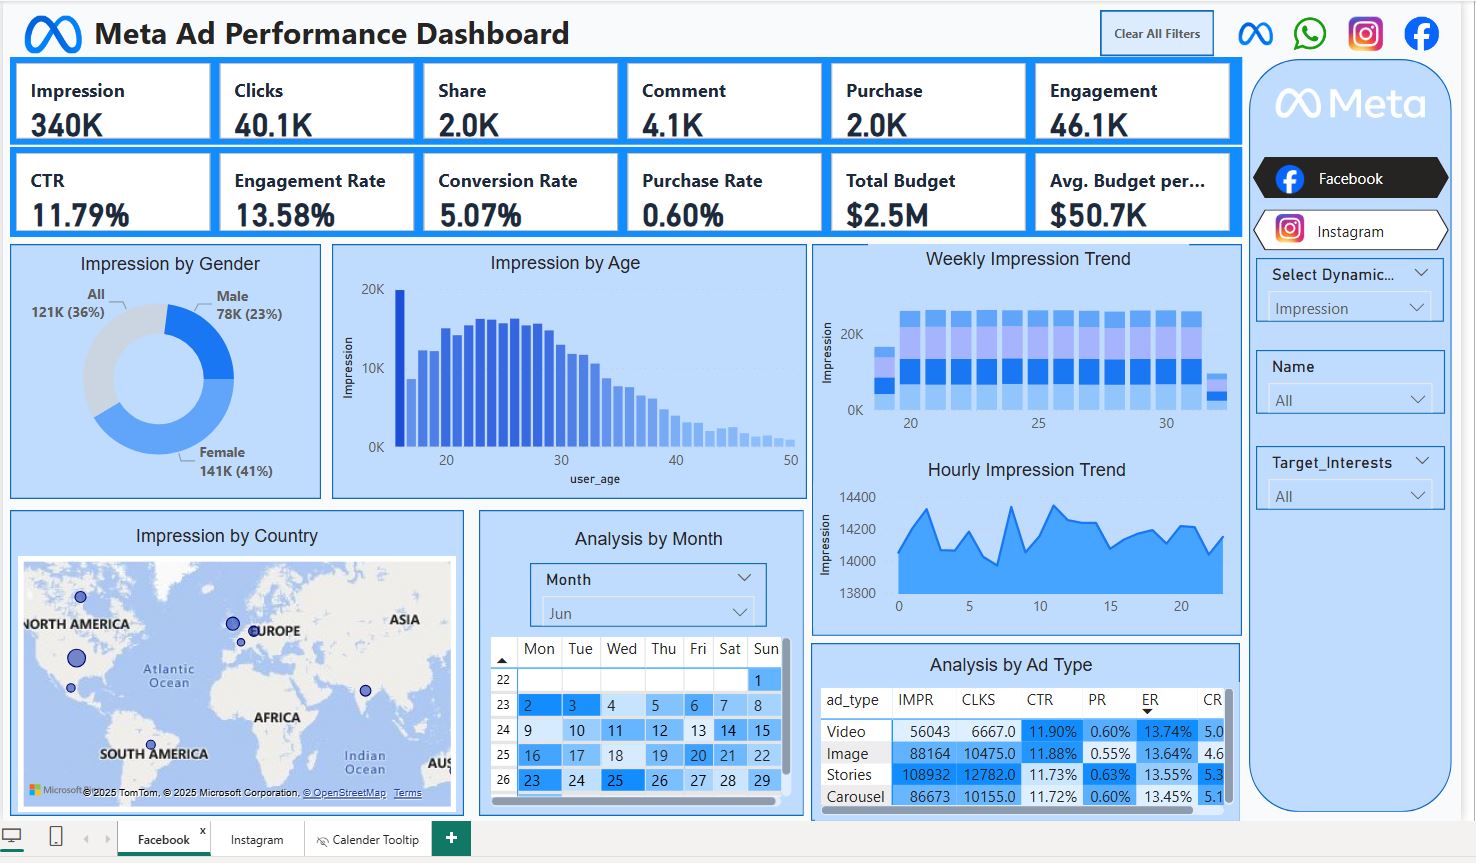 Meta Ad Performance Dashboard
Clear All Filters
Impression
340K
Clicks
40.1K
Share
2.0K
Comment
4.1K
Purchase
2.0K
Engagement
46.1K
CTR
11.79%
Engagement Rate
13.58%
Conversion Rate
5.07%
Purchase Rate
0.60%
Total Budget
$2.5M
Avg. Budget per...
$50.7K
Meta
Facebook
Instagram
Select Dynamic...
Impression
Name
All
Target_Interests
All
Impression by Gender
All
121K (36%)
Male
78K (23%)
Female
141K (41%)
Impression by Age
Impression
20K
10K
0K
20 30 40 50
user_age
Weekly Impression Trend
Impression
20K
0K
20 25 30
Hourly Impression Trend
Impression
14400
14200
14000
13800
0 5 10 15 20
Impression by Country
NORTH AMERICA
EUROPE
ASIA
Atlantic
Ocean
AFRICA
SOUTH AMERICA
Indian
Ocean
AUS
Microsoft
© 2025 TomTom, © 2025 Microsoft Corporation, © OpenStreetMap Terms
Analysis by Month
Month
Jun
Mon Tue Wed Thu Fri Sat Sun
22 1
23 2 3 4 5 6 7 8
24 9 10 11 12 13 14 15
25 16 17 18 19 20 21 22
26 23 24 25 26 27 28 29
Analysis by Ad Type
ad_type IMPR CLKS CTR PR ER CR
Video 56043 6667.0 11.90% 0.60% 13.74% 5.0
Image 88164 10475.0 11.88% 0.55% 13.64% 4.6
Stories 108932 12782.0 11.73% 0.63% 13.55% 5.3
Carousel 86673 10155.0 11.72% 0.60% 13.45% 5.1
Facebook x
Instagram
Calender Tooltip
+